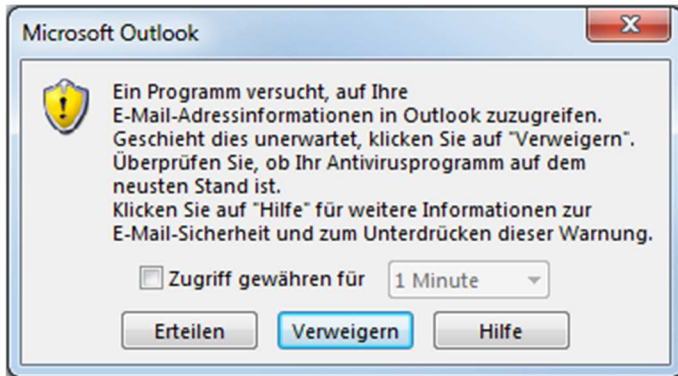 Microsoft Outlook
Ein Programm versucht, auf Ihre
E-Mail-Adressinformationen in Outlook zuzugreifen.
Geschieht dies unerwartet, klicken Sie auf "Verweigern".
Überprüfen Sie, ob Ihr Antivirusprogramm auf dem
neusten Stand ist.
Klicken Sie auf "Hilfe" für weitere Informationen zur
E-Mail-Sicherheit und zum Unterdrücken dieser Warnung.
Zugriff gewähren für 1 Minute
Erteilen Verweigern Hilfe